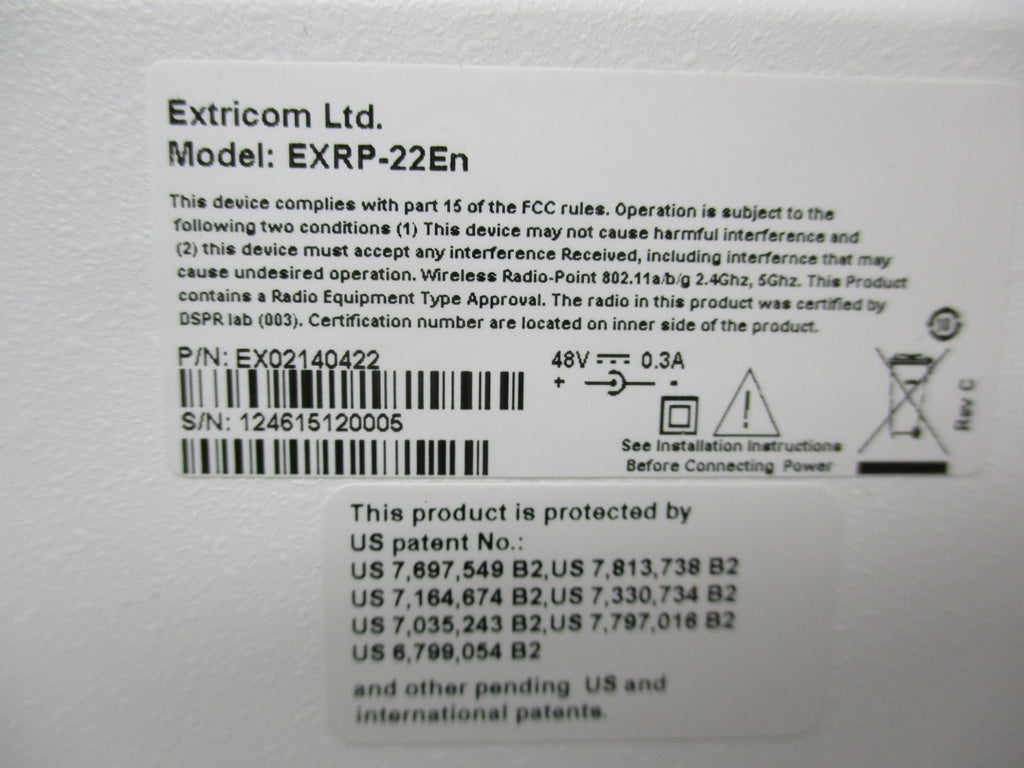 Extricom Ltd.
Model: EXRP-22En
This device complies with part 15 of the FCC rules. Operation is subject to the
following two conditions (1) This device may not cause harmful interference and
(2) this device must accept any interference Received, including interfernce that may
cause undesired operation. Wireless Radio-Point 802.11a/b/g 2.4Ghz, 5Ghz. This Product
contains a Radio Equipment Type Approval. The radio in this product was certified by
DSPR lab (003). Certification number are located on inner side of the product.
P/N: EX02140422
S/N: 124615120005
48V 0.3A
+ -
10
Rev C
See Installation Instructions
Before Connecting Power
This product is protected by
US patent No.:
US 7,697,549 B2,US 7,813,738 B2
US 7,164,674 B2,US 7,330,734 B2
US 7,035,243 B2,US 7,797,016 B2
US 6,799,054 B2
and other pending US and
international patents.